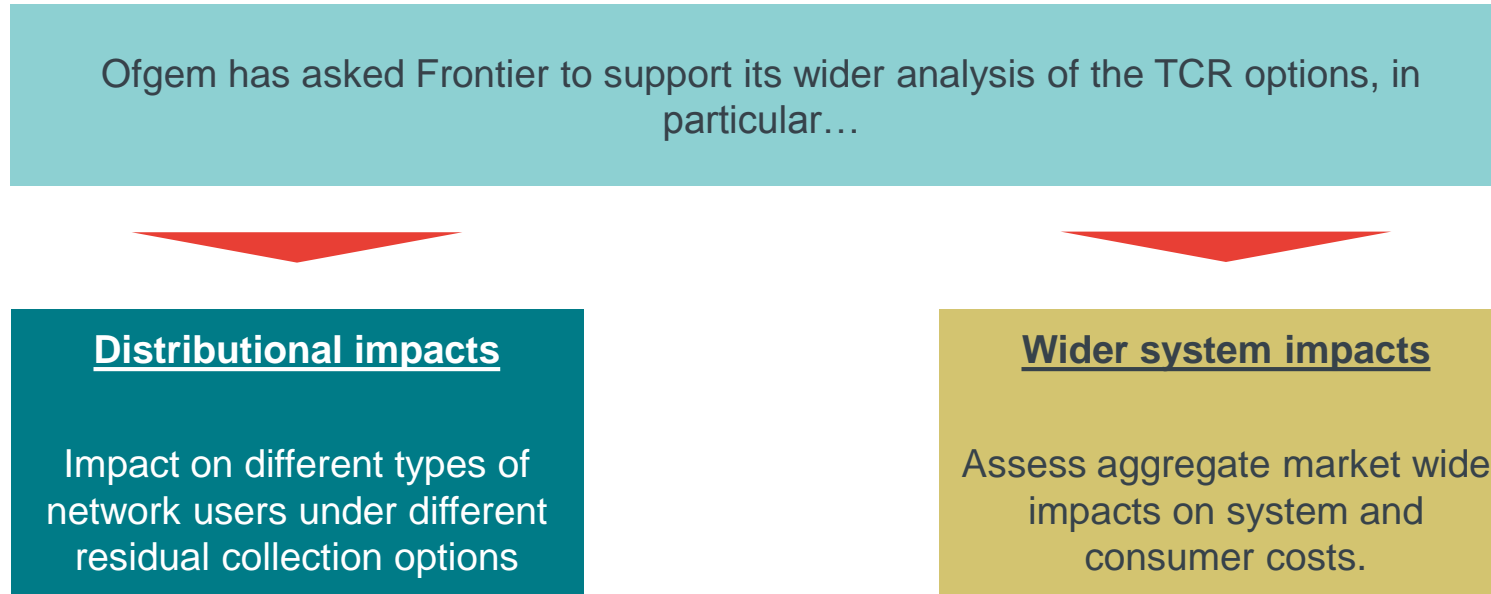 Ofgem has asked Frontier to support its wider analysis of the TCR options, in
particular…
Distributional impacts
Impact on different types of
network users under different
residual collection options
Wider system impacts
Assess aggregate market wide
impacts on system and
consumer costs.